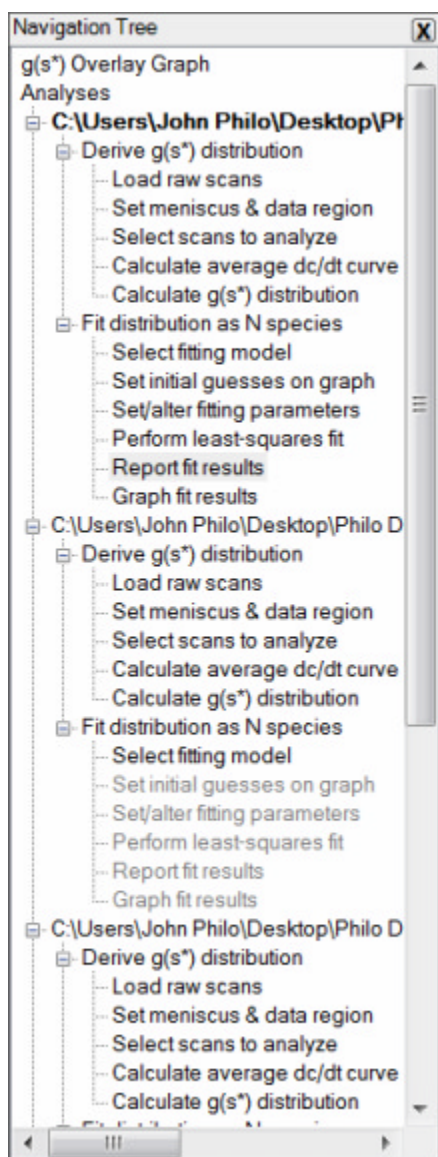 Navigation Tree
g(s*) Overlay Graph
Analyses
C:\Users\John Philo\Desktop\Ph
Derive g(s*) distribution
Load raw scans
Set meniscus & data region
Select scans to analyze
Calculate average dc/dt curve
Calculate g(s*) distribution
Fit distribution as N species
Select fitting model
Set initial guesses on graph
Set/alter fitting parameters
Perform least-squares fit
Report fit results
Graph fit results
C:\Users\John Philo\Desktop\Philo D
Derive g(s*) distribution
Load raw scans
Set meniscus & data region
Select scans to analyze
Calculate average dc/dt curve
Calculate g(s*) distribution
Fit distribution as N species
Select fitting model
Set initial guesses on graph
Set/alter fitting parameters
Perform least-squares fit
Report fit results
Graph fit results
C:\Users\John Philo\Desktop\Philo D
Derive g(s*) distribution
Load raw scans
Set meniscus & data region
Select scans to analyze
Calculate average dc/dt curve
Calculate g(s*) distribution